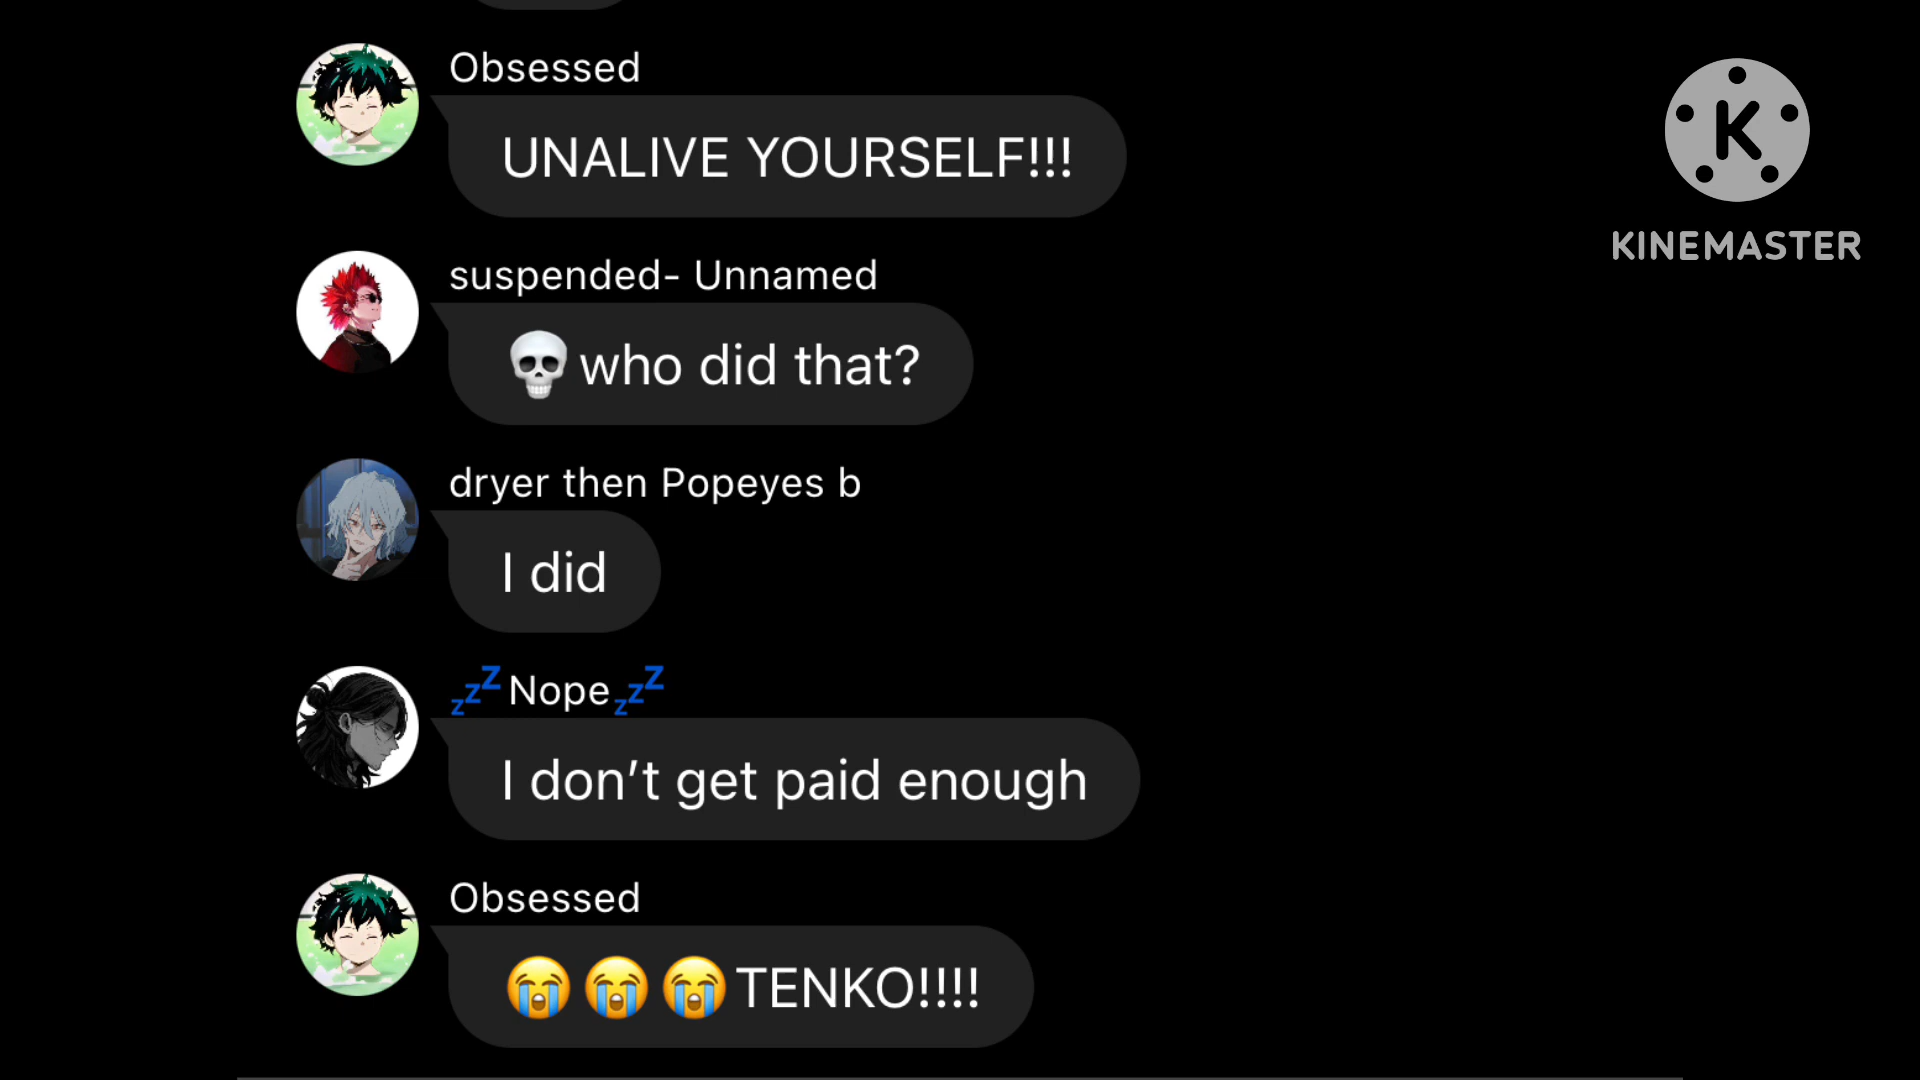 Obsessed
UNALIVE YOURSELF!!!
K
KINEMASTER
suspended- Unnamed
💀who did that?
dryer then Popeyes b
I did
💤Nope💤
I don’t get paid enough
Obsessed
😭😭😭TENKO!!!!